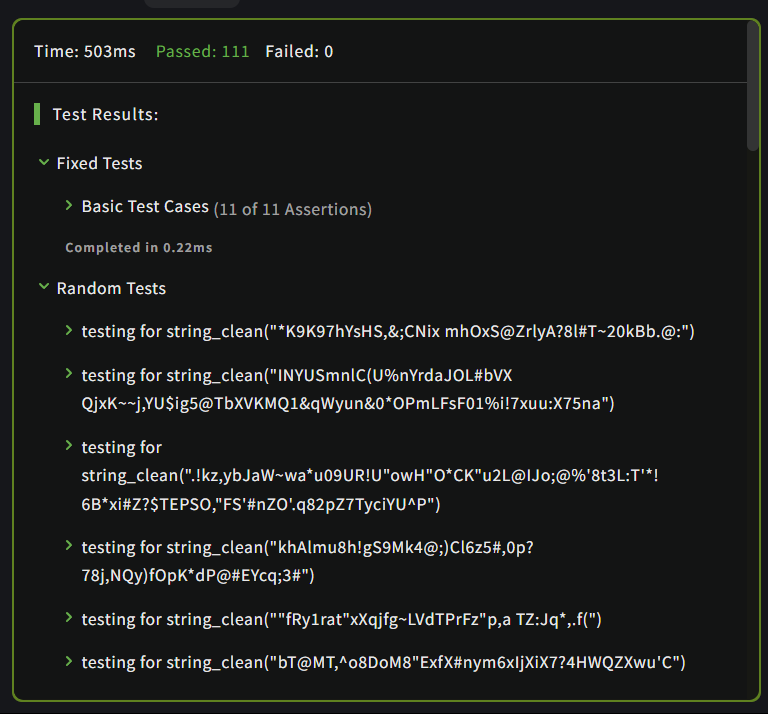 Time: 503ms Passed: 111 Failed: 0
Test Results:
Fixed Tests
Basic Test Cases (11 of 11 Assertions)
Completed in 0.22ms
Random Tests
testing for string_clean("*K9K97hYsHS,&;CNix mhOxS@ZrlyA?8l#T~20kBb.@:")
testing for string_clean("INYUSmnlC(U%nYrdaJOL#bVX
QjxK~~j,YU$ig5@TbXVKMQ1&qWyun&0*OPmLFsF01%i!7xuu:X75na")
testing for
string_clean(".!kz,ybJaW~wa*u09UR!U"owH"O*CK"u2L@IJo;@%'8t3L:T'*!
6B*xi#Z?$TEPSO,"FS'#nZO'.q82pZ7TyciYU^P")
testing for string_clean("khAlmu8h!gS9Mk4@;)Cl6z5#,0p?
78j,NQy)fOpK*dP@#EYcq;3#")
testing for string_clean(""fRy1rat"xXqjfg~LVdTPrFz"p,a TZ:Jq*,.f(")
testing for string_clean("bT@MT,^o8DoM8"ExfX#nym6xIjXiX7?4HWQZXwu'C")